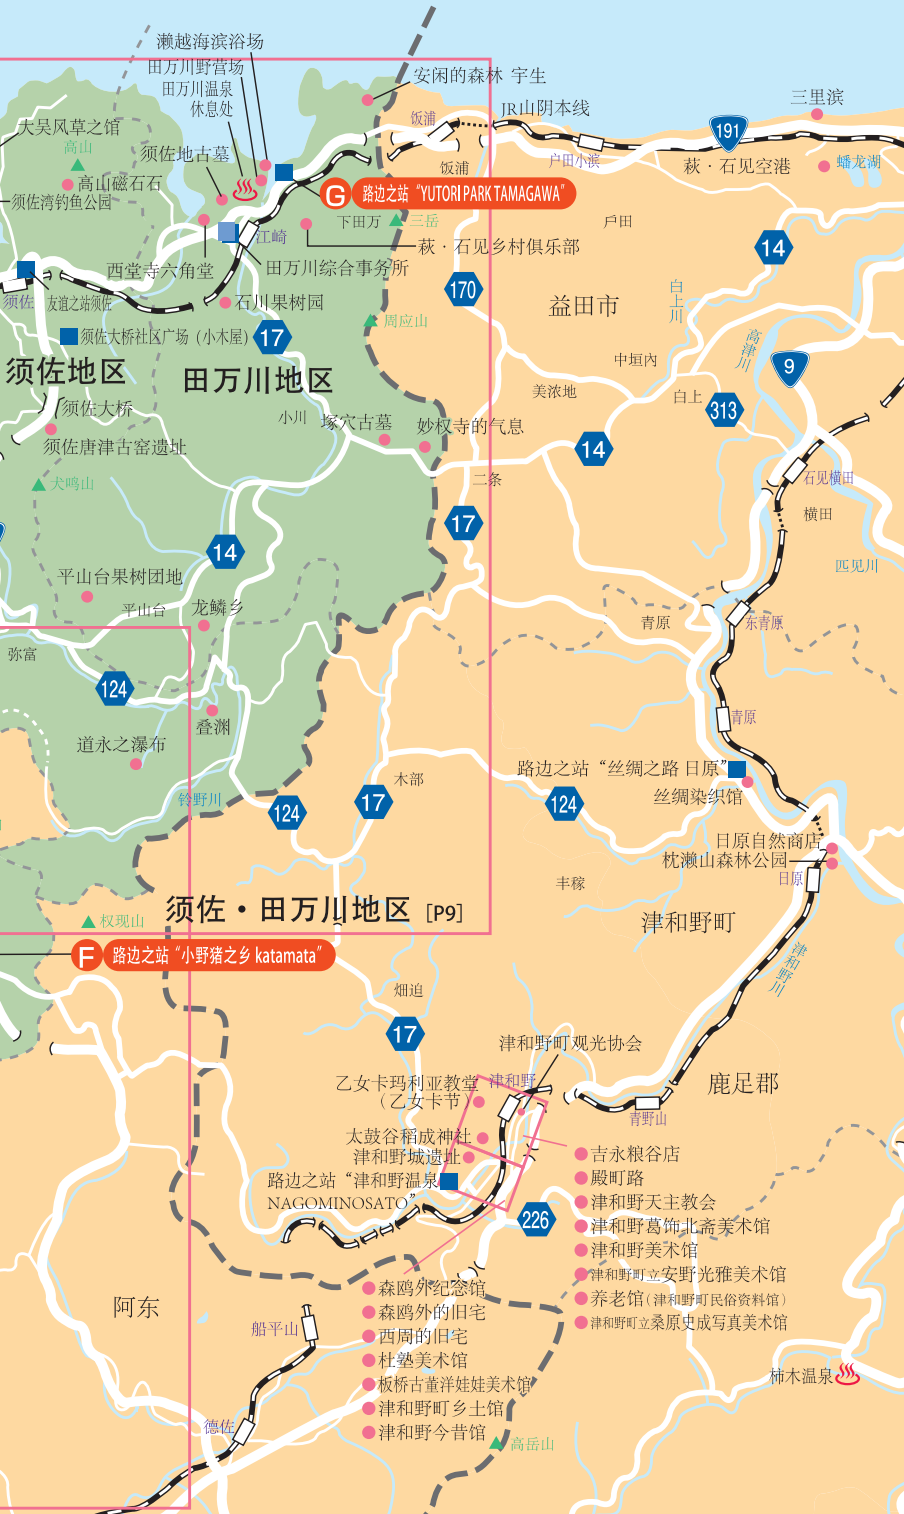 濑越海滨浴场
田万川野营场
田万川温泉
休息处
安闲的森林 宇生
饭浦
JR山阴本线
三里滨
191
大吴风草之馆
高山
须佐地古墓
饭浦
户田小滨
萩・石见空港
蟠龙湖
高山磁石石
须佐湾钓鱼公园
G
路边之站“YUTORI PARK TAMAGAWA”
下田万
三岳
戶田
江崎
萩・石见乡村俱乐部
14
西堂寺六角堂
田万川综合事务所
170
白上川
须佐
友谊之站须佐
石川果树园
益田市
周应山
须佐大桥社区广场 (小木屋)
17
高津川
中垣内
9
须佐地区
田万川地区
美浓地
白上
313
须佐大桥
小川
塚穴古墓
妙权寺的气息
须佐唐津古窑遗址
14
二条
石见横田
犬鸣山
横田
17
14
匹见川
平山台果树团地
平山台
龙鳞乡
青原
东青原
弥富
124
叠渊
青原
道永之瀑布
路边之站“丝绸之路 日原”
木部
丝绸染织馆
铃野川
124
17
124
日原自然商店
枕濑山森林公园
日原
丰稼
须佐・田万川地区 [P9]
津和野町
权现山
F
路边之站“小野猪之乡 katamata”
津和野川
畑迫
17
津和野町观光协会
乙女卡玛利亚教堂
(乙女卡节)
津和野
鹿足郡
青野山
太鼓谷稻成神社
津和野城遗址
吉永粮谷店
路边之站“津和野温泉
NAGOMINOSATO”
殿町路
津和野天主教会
226
津和野葛饰北斋美术馆
津和野美术馆
津和野町立安野光雅美术馆
森鸥外纪念馆
养老馆(津和野町民俗资料馆)
阿东
森鸥外的旧宅
津和野町立桑原史成写真美术馆
船平山
西周的旧宅
杜塾美术馆
柿木温泉
板桥古董洋娃娃美术馆
津和野町乡土馆
德佐
津和野今昔馆
高岳山